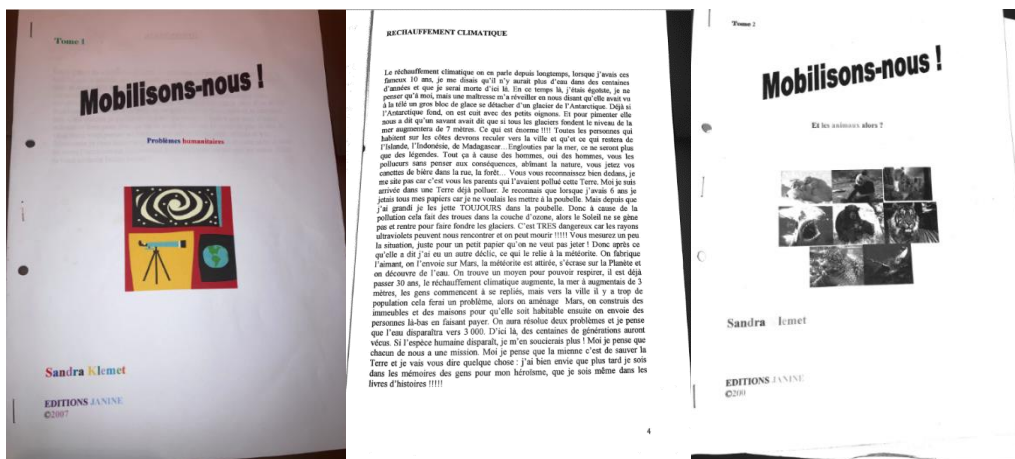 Tome 1
Mobilisons-nous !
Problèmes humanitaires
Sandra Klemet
EDITIONS JANINE
©2007
RECHAUFFEMENT CLIMATIQUE
Le réchauffement climatique on en parle depuis longtemps, lorsque j'avais ces
fameux 10 ans, je me disais qu'il n'y aurait plus d'eau dans des centaines
d'années et que je serai morte d'ici là. En ce temps là, j'étais égoïste, je ne
penser qu'à moi, mais une maîtresse m'a réveiller en nous disant qu'elle avait vu
à la télé un gros bloc de glace se détacher d'un glacier de l'Antarctique. Déjà si
l'Antarctique fond, on est cuit avec des petits oignons. Et pour pimenter elle
nous a dit qu'un savant avait dit que si tous les glaciers fondent le niveau de la
mer augmentera de 7 mètres. Ce qui est énorme !!!! Toutes les personnes qui
habitent sur les côtes devrons reculer vers la ville et qu'et ce qui restera de
l'Islande, l'Indonésie, de Madagascar…Englouties par la mer, ce ne seront plus
que des légendes. Tout ça à cause des hommes, oui des hommes, vous les
pollueurs sans penser aux conséquences, abîmant la nature, vous jetez vos
canettes de bière dans la rue, la forêt… Vous vous reconnaissez bien dedans, je
me site pas car c'est vous les parents qui l'avaient pollué cette Terre. Moi je suis
arrivée dans une Terre déjà polluer. Je reconnais que lorsque j'avais 6 ans je
jetais tous mes papiers car je ne voulais les mettre à la poubelle. Mais depuis que
j'ai grandi je les jette TOUJOURS dans la poubelle. Donc à cause de la
pollution cela fait des troues dans la couche d'ozone, alors le Soleil ne se gêne
pas et rentre pour faire fondre les glaciers. C'est TRES dangereux car les rayons
ultraviolets peuvent nous rencontrer et on peut mourir !!!!! Vous mesurez un peu
la situation, juste pour un petit papier qu'on ne veut pas jeter ! Donc après ce
qu'elle a dit j'ai eu un autre déclic, ce qui le relie à la météorite. On fabrique
l'aimant, on l'envoie sur Mars, la météorite est attirée, s'écrase sur la Planète et
on découvre de l'eau. On trouve un moyen pour pouvoir respirer, il est déjà
passer 30 ans, le réchauffement climatique augmente, la mer à augmentais de 3
mètres, les gens commencent à se repliés, mais vers la ville il y a trop de
population cela ferai un problème, alors on aménage Mars, on construis des
immeubles et des maisons pour qu'elle soit habitable ensuite on envoie des
personnes là-bas en faisant payer. On aura résolue deux problèmes et je pense
que l'eau disparaîtra vers 3 000. D'ici là, des centaines de générations auront
vécus. Si l'espèce humaine disparaît, je m'en soucierais plus ! Moi je pense que
chacun de nous a une mission. Moi je pense que la mienne c'est de sauver la
Terre et je vais vous dire quelque chose : j'ai bien envie que plus tard je sois
dans les mémoires des gens pour mon héroïsme, que je sois même dans les
livres d'histoires !!!!!
4
Tome 2
Mobilisons-nous !
Et les animaux alors ?
Sandra lemet
EDITIONS JANINE
©200